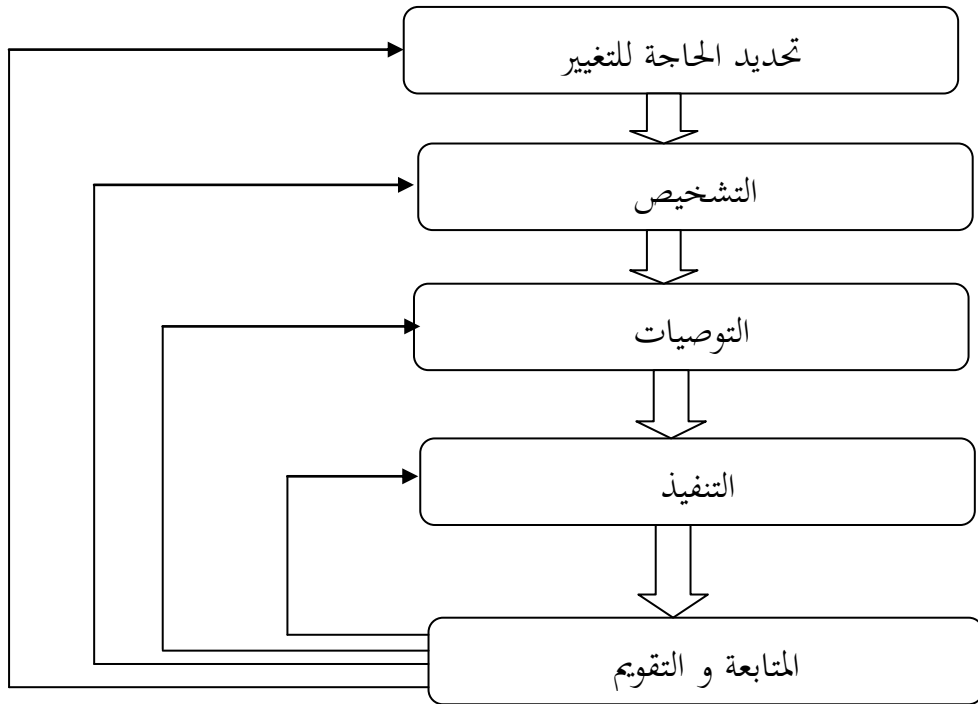 تحديد الحاجة للتغيير
التشخيص
التوصيات
التنفيذ
المتابعة و التقويم